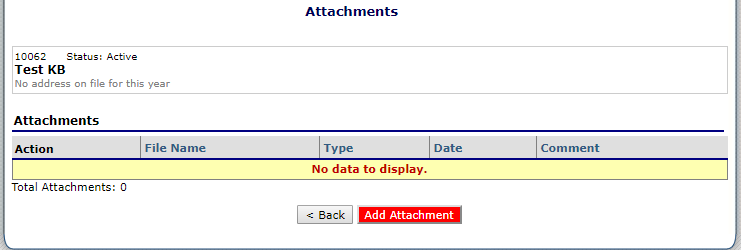 Attachments
10062 Status: Active
Test KB
No address on file for this year
Attachments
Action File Name Type Date Comment
No data to display.
Total Attachments: 0
< Back Add Attachment